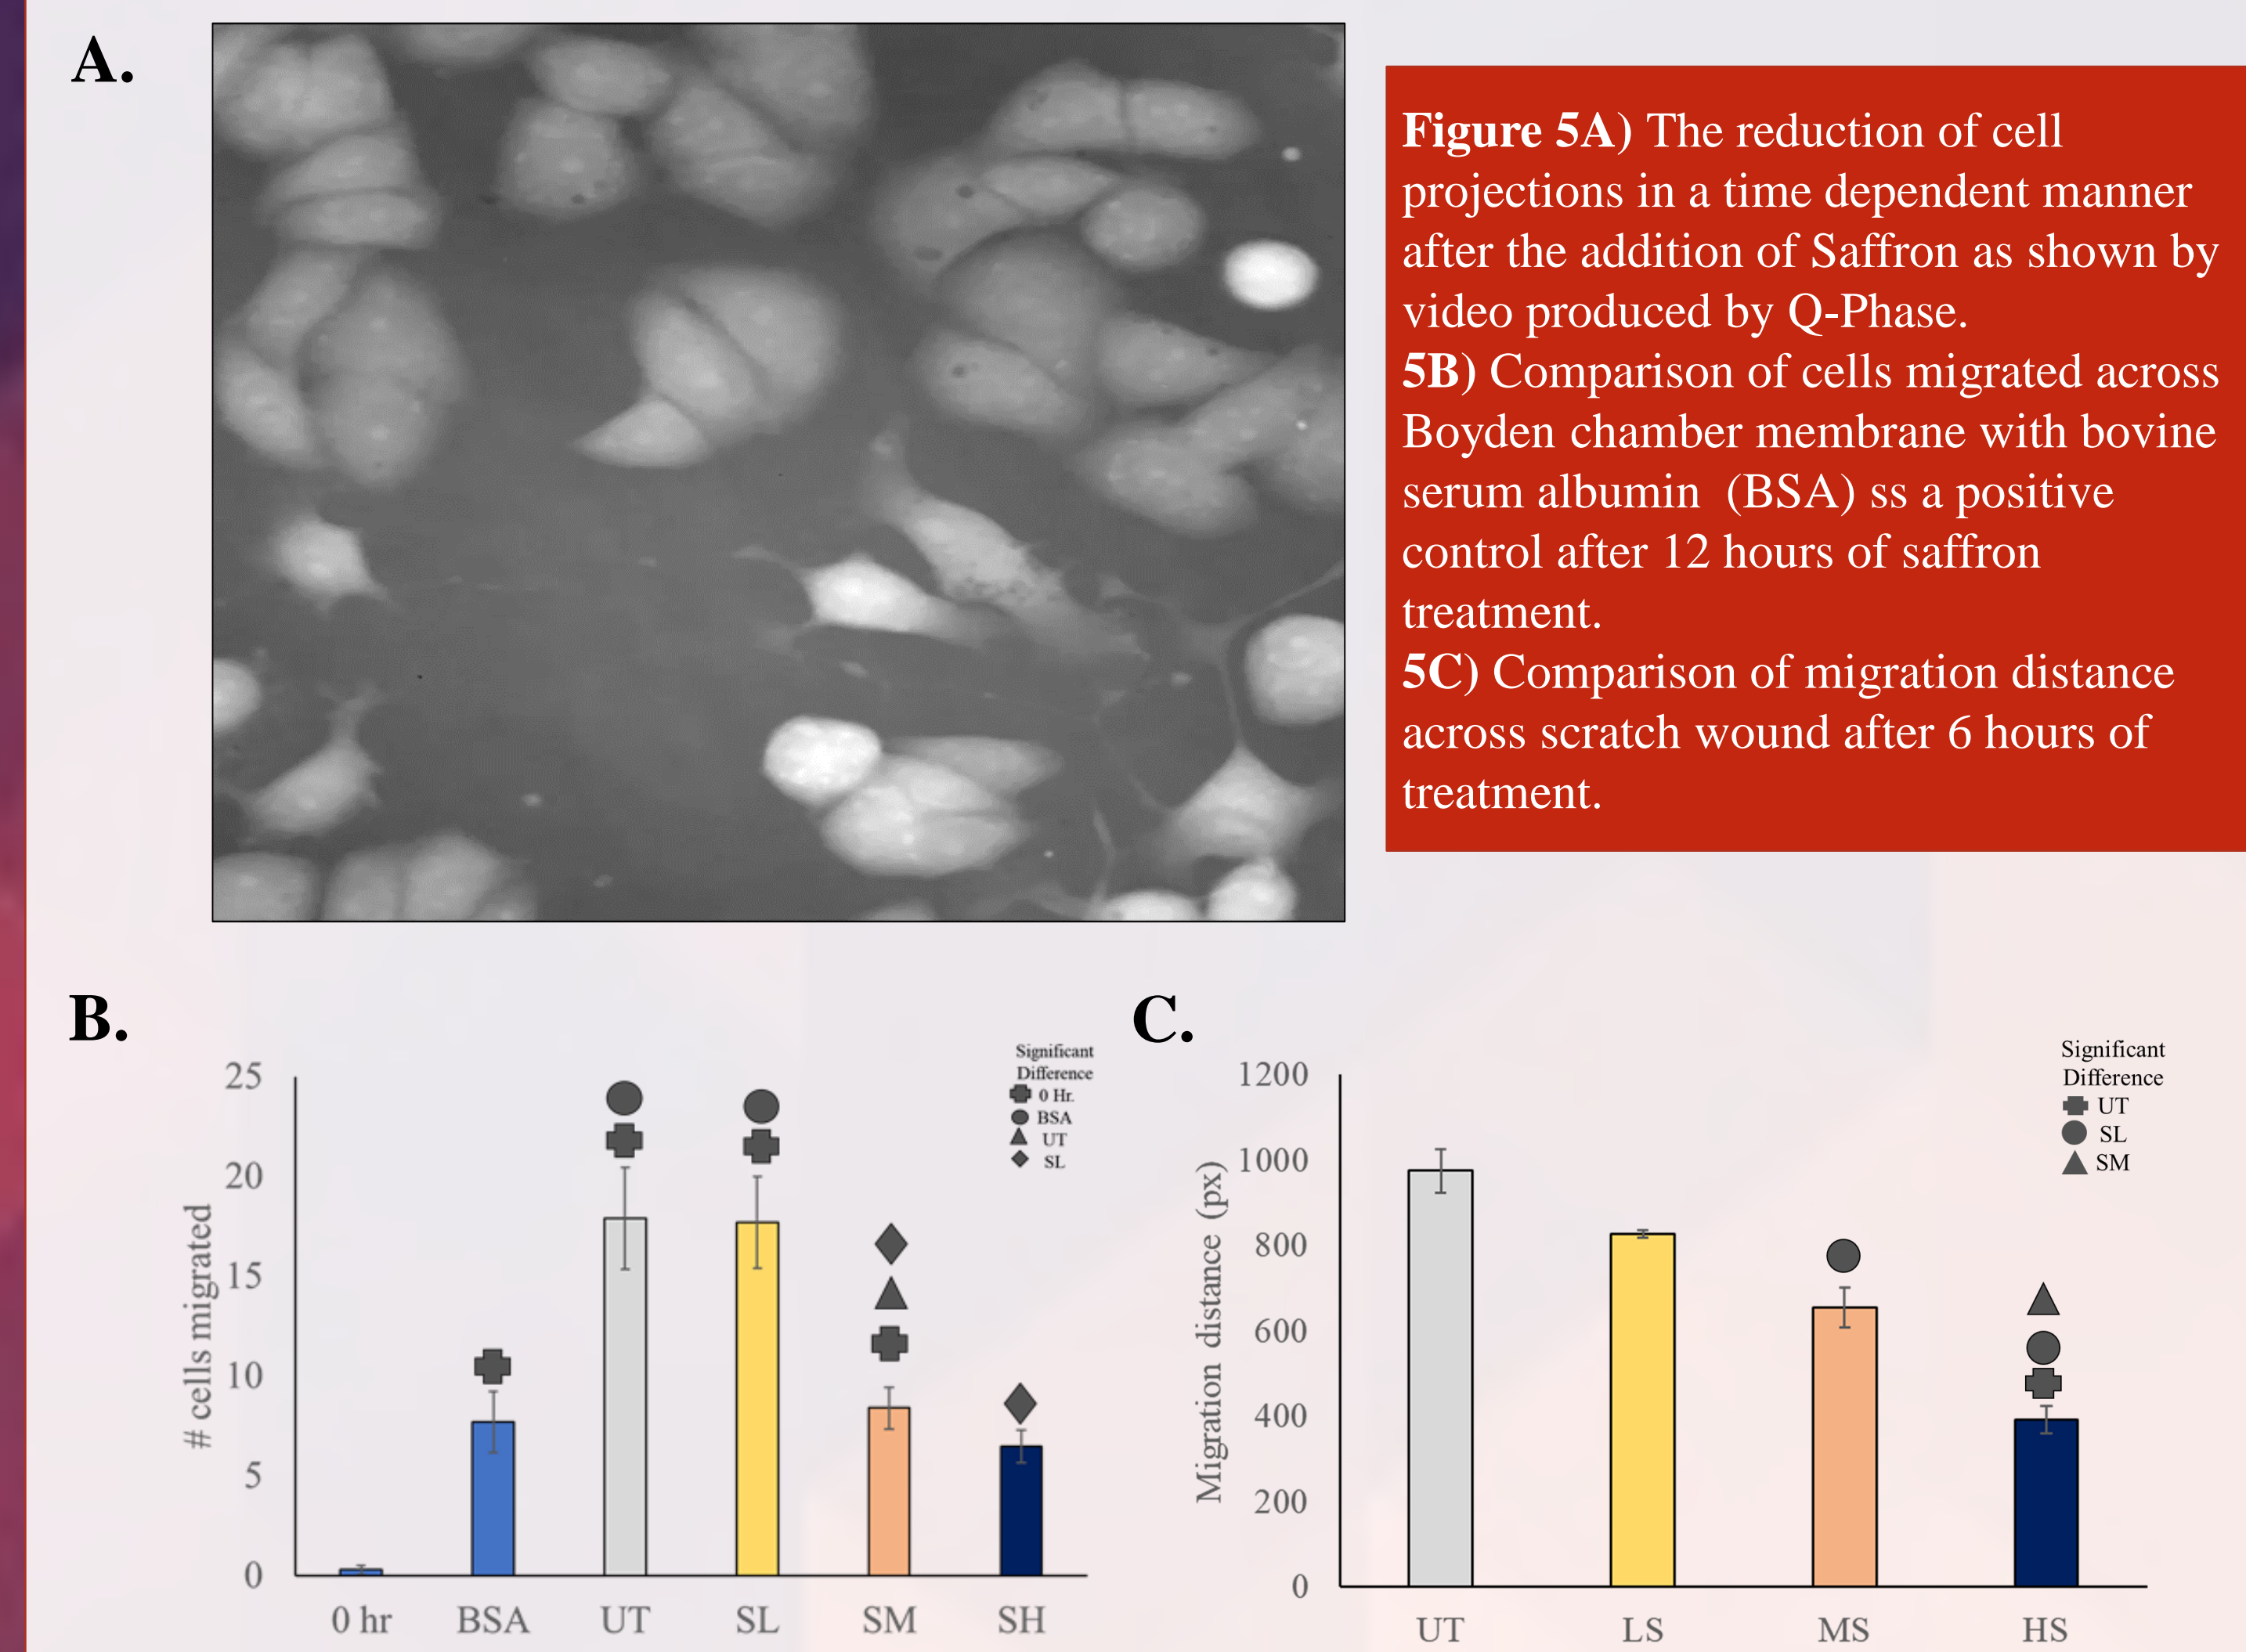 A.
Figure 5A) The reduction of cell
projections in a time dependent manner
after the addition of Saffron as shown by
video produced by Q-Phase.
5B) Comparison of cells migrated across
Boyden chamber membrane with bovine
serum albumin (BSA) ss a positive
control after 12 hours of saffron
treatment.
5C) Comparison of migration distance
across scratch wound after 6 hours of
treatment.
B.
# cells migrated
25
20
15
10
5
0
0 hr BSA UT SL SM SH
Significant
Difference
0 Hr.
BSA
UT
SL
C.
Migration distance (px)
1200
1000
800
600
400
200
0
UT LS MS HS
Significant
Difference
UT
SL
SM